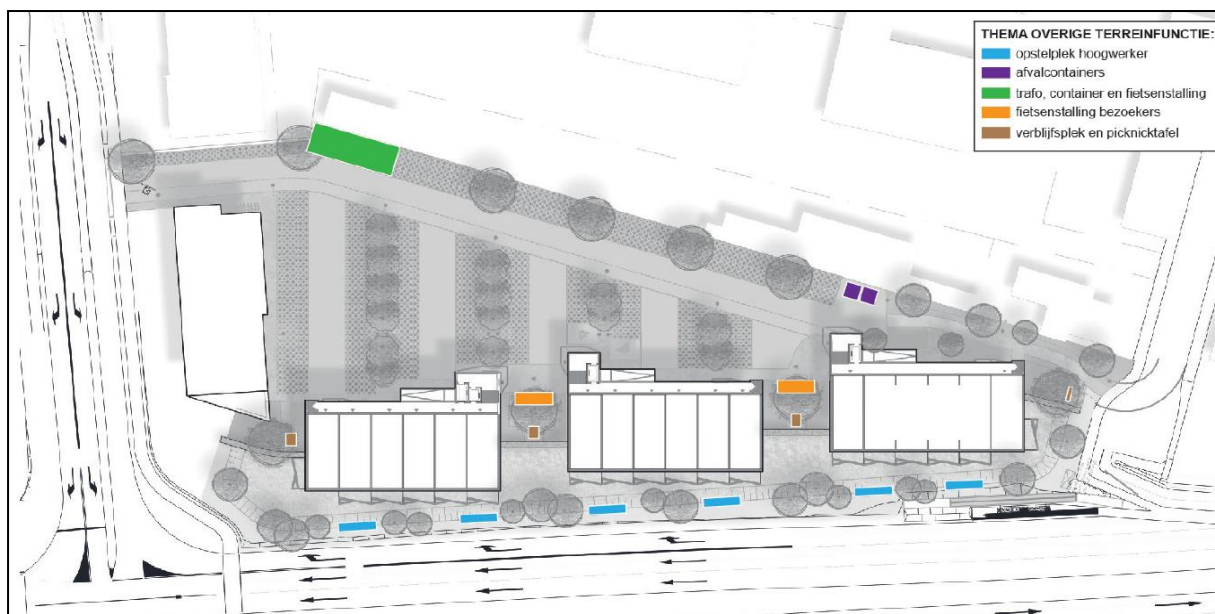 THEMA OVERIGE TERREINFUNCTIE:
opstelplek hoogwerker
afvalcontainers
trafo, container en fietsenstalling
fietsenstalling bezoekers
verblijfsplek en picknicktafel